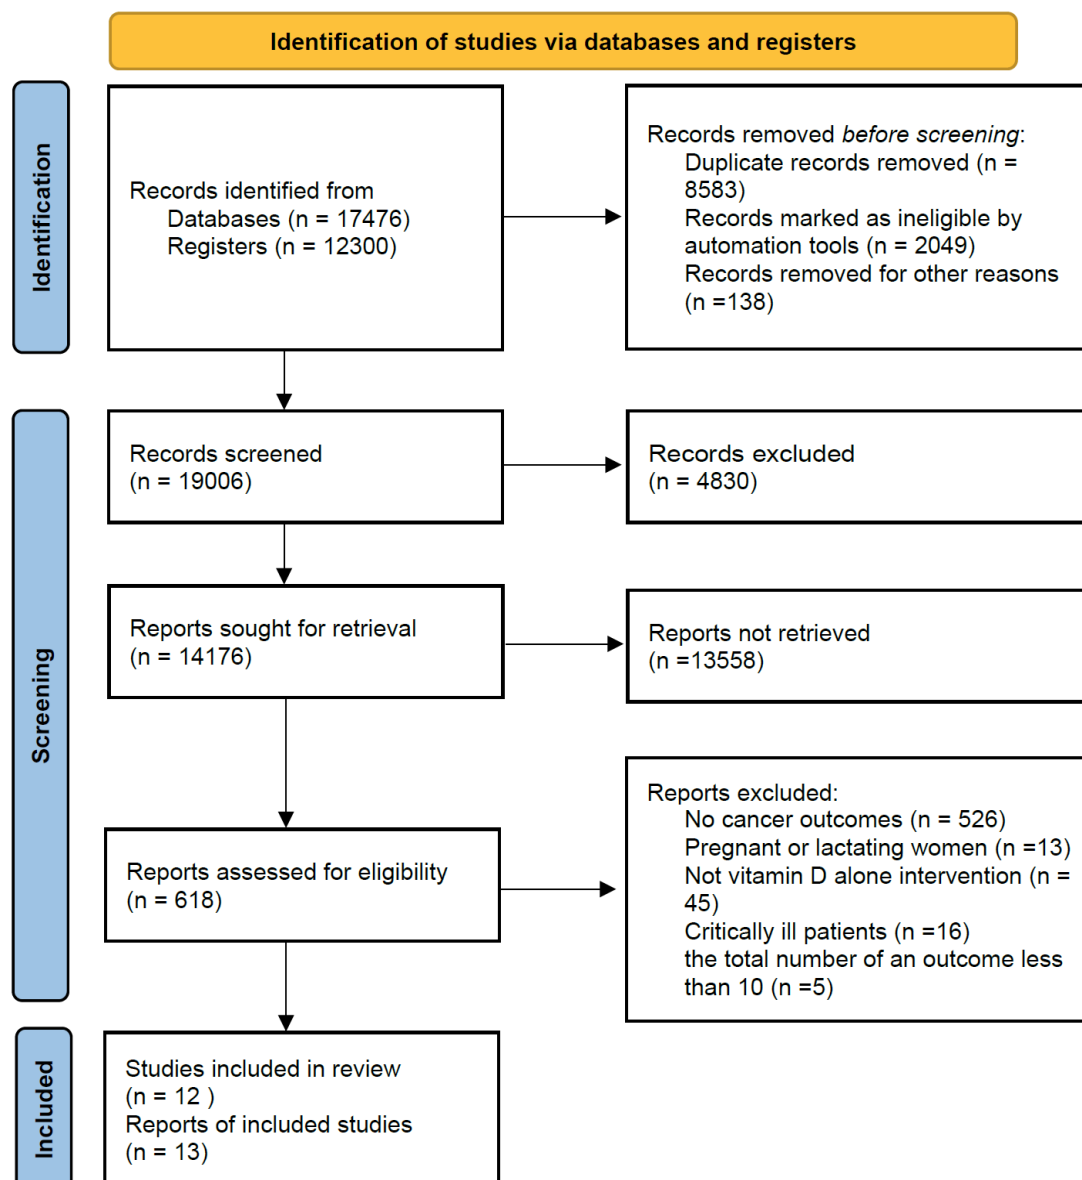 Identification of studies via databases and registers
Identification
Records identified from
Databases (n = 17476)
Registers (n = 12300)
Records removed before screening:
Duplicate records removed (n =
8583)
Records marked as ineligible by
automation tools (n = 2049)
Records removed for other reasons
(n =138)
Screening
Records screened
(n = 19006)
Records excluded
(n = 4830)
Reports sought for retrieval
(n = 14176)
Reports not retrieved
(n =13558)
Reports assessed for eligibility
(n = 618)
Reports excluded:
No cancer outcomes (n = 526)
Pregnant or lactating women (n =13)
Not vitamin D alone intervention (n =
45)
Critically ill patients (n =16)
the total number of an outcome less
than 10 (n =5)
Included
Studies included in review
(n = 12 )
Reports of included studies
(n = 13)